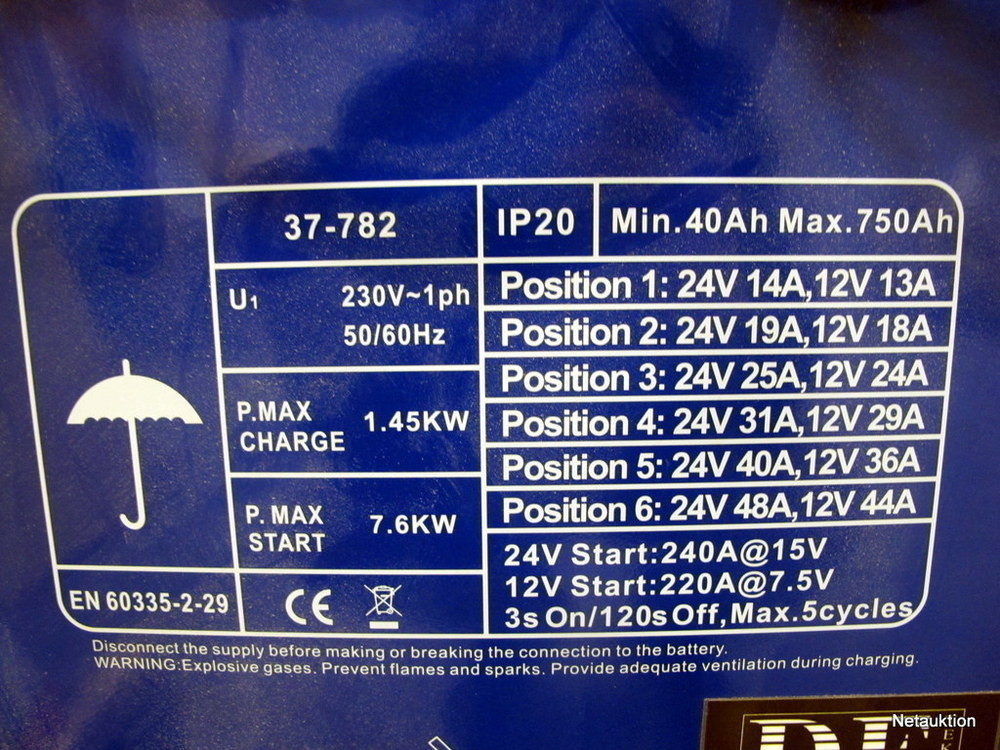 37-782
IP20
Min.40Ah Max.750Ah
U1 230V~1ph
50/60Hz
P.MAX
CHARGE 1.45KW
P. MAX
START 7.6KW
EN 60335-2-29
CE
Position 1: 24V 14A,12V 13A
Position 2: 24V 19A,12V 18A
Position 3: 24V 25A,12V 24A
Position 4: 24V 31A,12V 29A
Position 5: 24V 40A,12V 36A
Position 6: 24V 48A,12V 44A
24V Start:240A@15V
12V Start:220A@7.5V
3s On/120s Off,Max.5cycles
Disconnect the supply before making or breaking the connection to the battery.
WARNING:Explosive gases. Prevent flames and sparks. Provide adequate ventilation during charging.
Netauktion